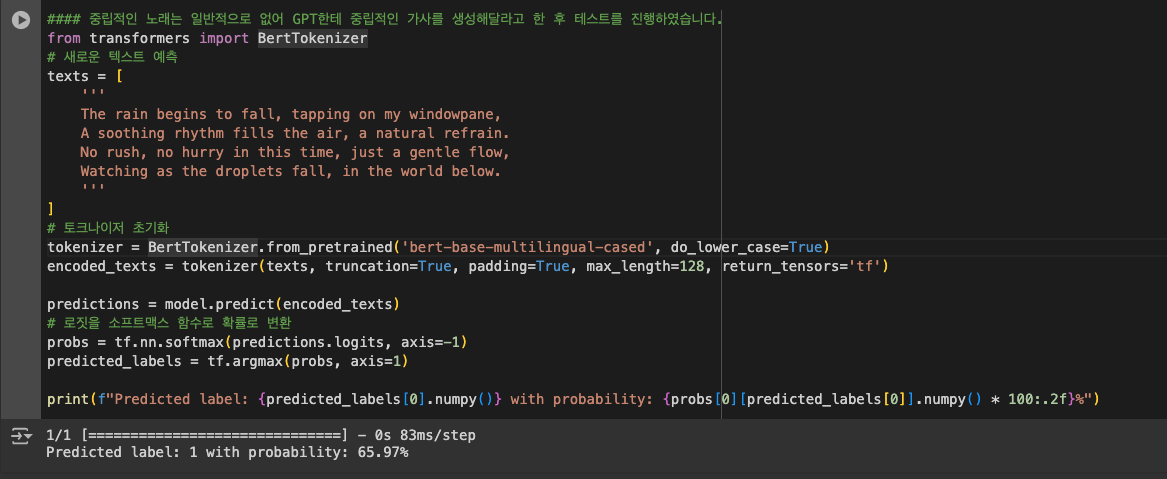 #### 중립적인 노래는 일반적으로 없어 GPT한테 중립적인 가사를 생성해달라고 한 후 테스트를 진행하였습니다.
from transformers import BertTokenizer
# 새로운 텍스트 예측
texts = [
    '''
    The rain begins to fall, tapping on my windowpane,
    A soothing rhythm fills the air, a natural refrain.
    No rush, no hurry in this time, just a gentle flow,
    Watching as the droplets fall, in the world below.
    '''
]
# 토크나이저 초기화
tokenizer = BertTokenizer.from_pretrained('bert-base-multilingual-cased', do_lower_case=True)
encoded_texts = tokenizer(texts, truncation=True, padding=True, max_length=128, return_tensors='tf')
predictions = model.predict(encoded_texts)
# 로짓을 소프트맥스 함수로 확률로 변환
probs = tf.nn.softmax(predictions.logits, axis=-1)
predicted_labels = tf.argmax(probs, axis=1)
print(f"Predicted label: {predicted_labels[0].numpy()} with probability: {probs[0][predicted_labels[0]].numpy() * 100:.2f}%")
1/1 [==============================] - 0s 83ms/step
Predicted label: 1 with probability: 65.97%